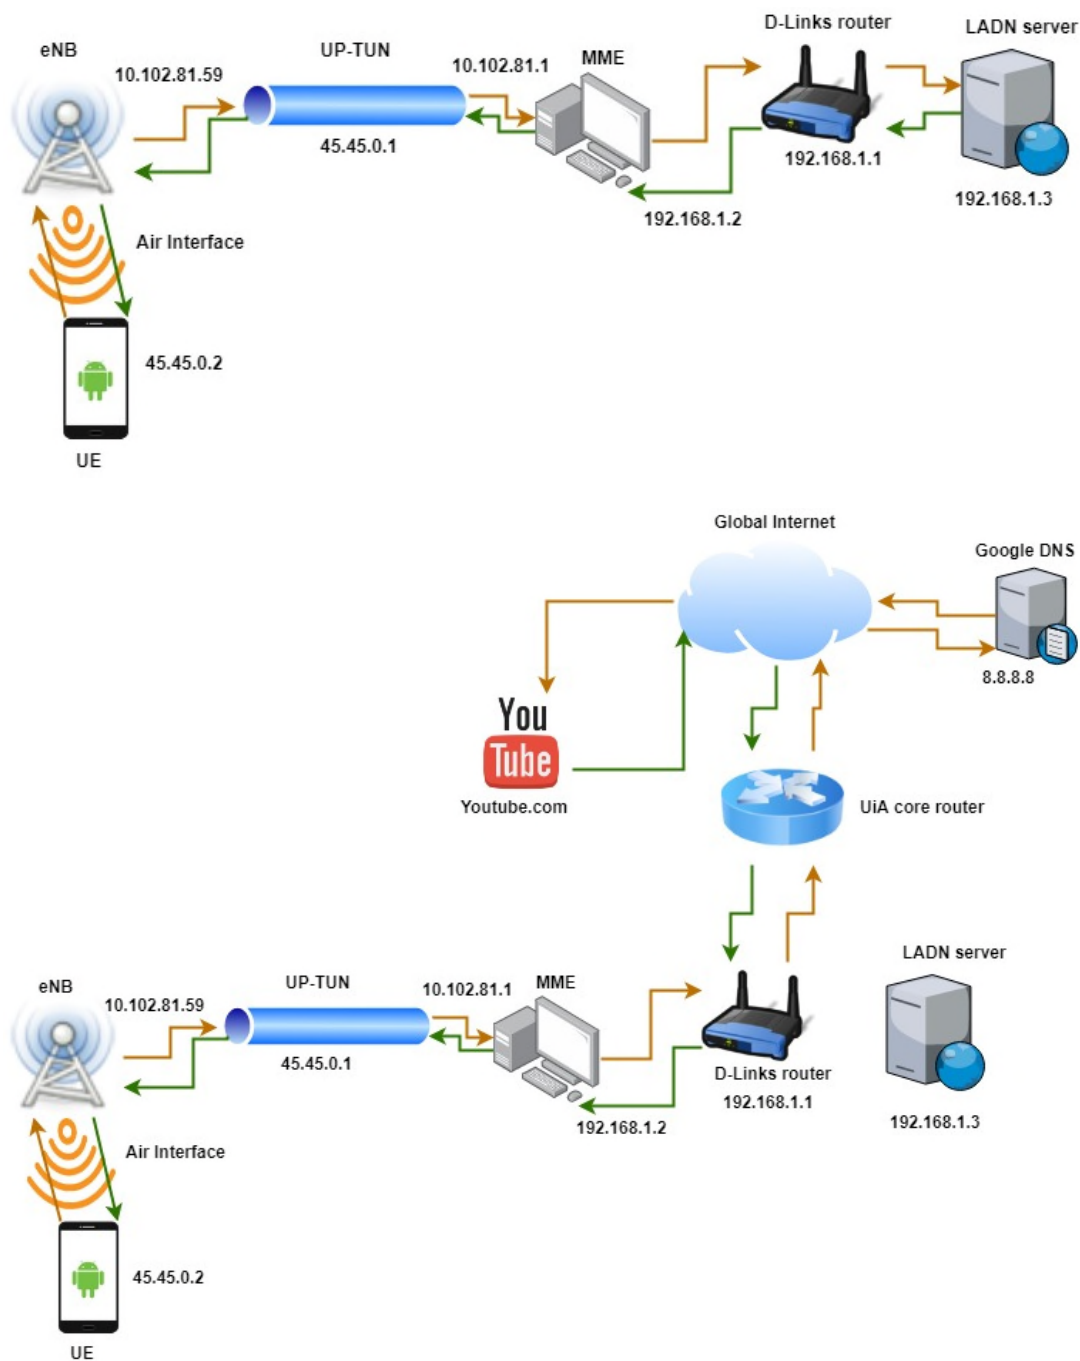 D-Links router
LADN server
eNB
UP-TUN
MME
10.102.81.59
10.102.81.1
45.45.0.1
192.168.1.1
192.168.1.3
192.168.1.2
Air Interface
45.45.0.2
UE
Global Internet
Google DNS
8.8.8.8
You
Tube
Youtube.com
UiA core router
LADN server
eNB
UP-TUN
MME
10.102.81.59
10.102.81.1
45.45.0.1
D-Links router
192.168.1.1
192.168.1.2
192.168.1.3
Air Interface
45.45.0.2
UE